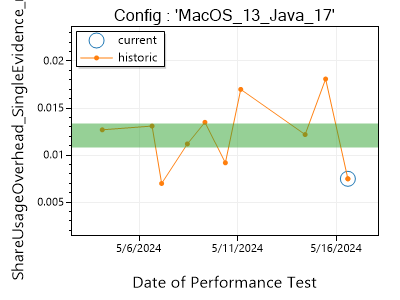 Config : 'MacOS_13_Java_17'
current
historic
0.02
0.015
0.01
0.005
ShareUsageOverhead_SingleEvidence_
5/6/2024
5/11/2024
5/16/2024
Date of Performance Test